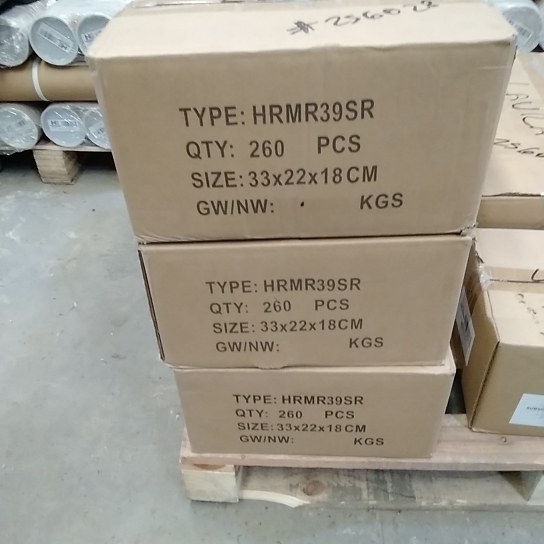 # 256022
TYPE: HRMR39SR
QTY: 260 PCS
SIZE: 33x22x18CM
GW/NW: KGS
TYPE: HRMR39SR
QTY: 260 PCS
SIZE: 33x22x18CM
GW/NW: KGS
TYPE: HRMR39SR
QTY: 260 PCS
SIZE: 33x22x18CM
GW/NW: KGS